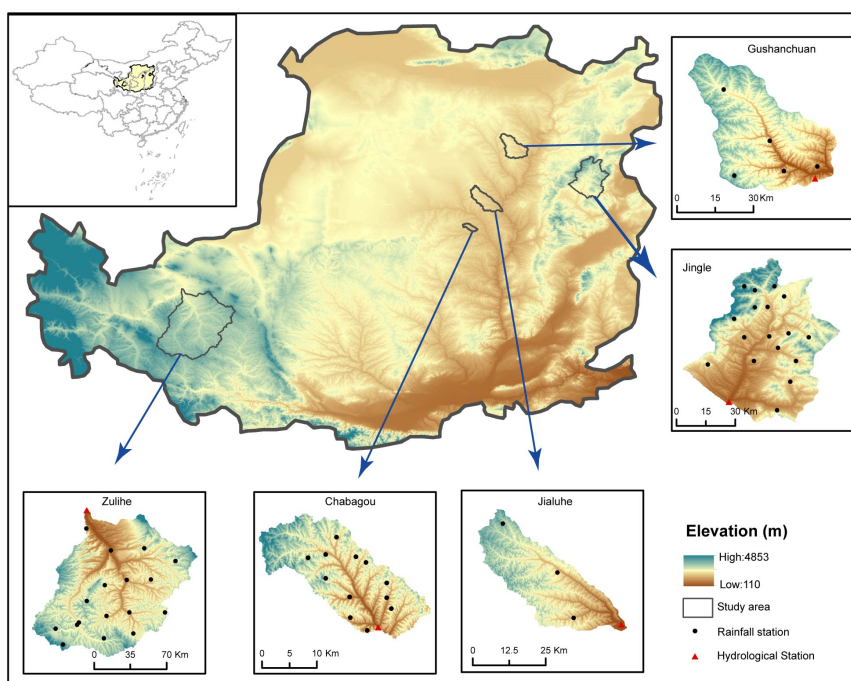 Gushanchuan
0 30 Km
Jingle
0 15 30 Km
Zulihe
0 35 70 Km
Chabagou
0 5 10 Km
Jialuhe
0 12.5 25 Km
Elevation (m)
High:4853
Low:110
Study area
Rainfall station
Hydrological Station